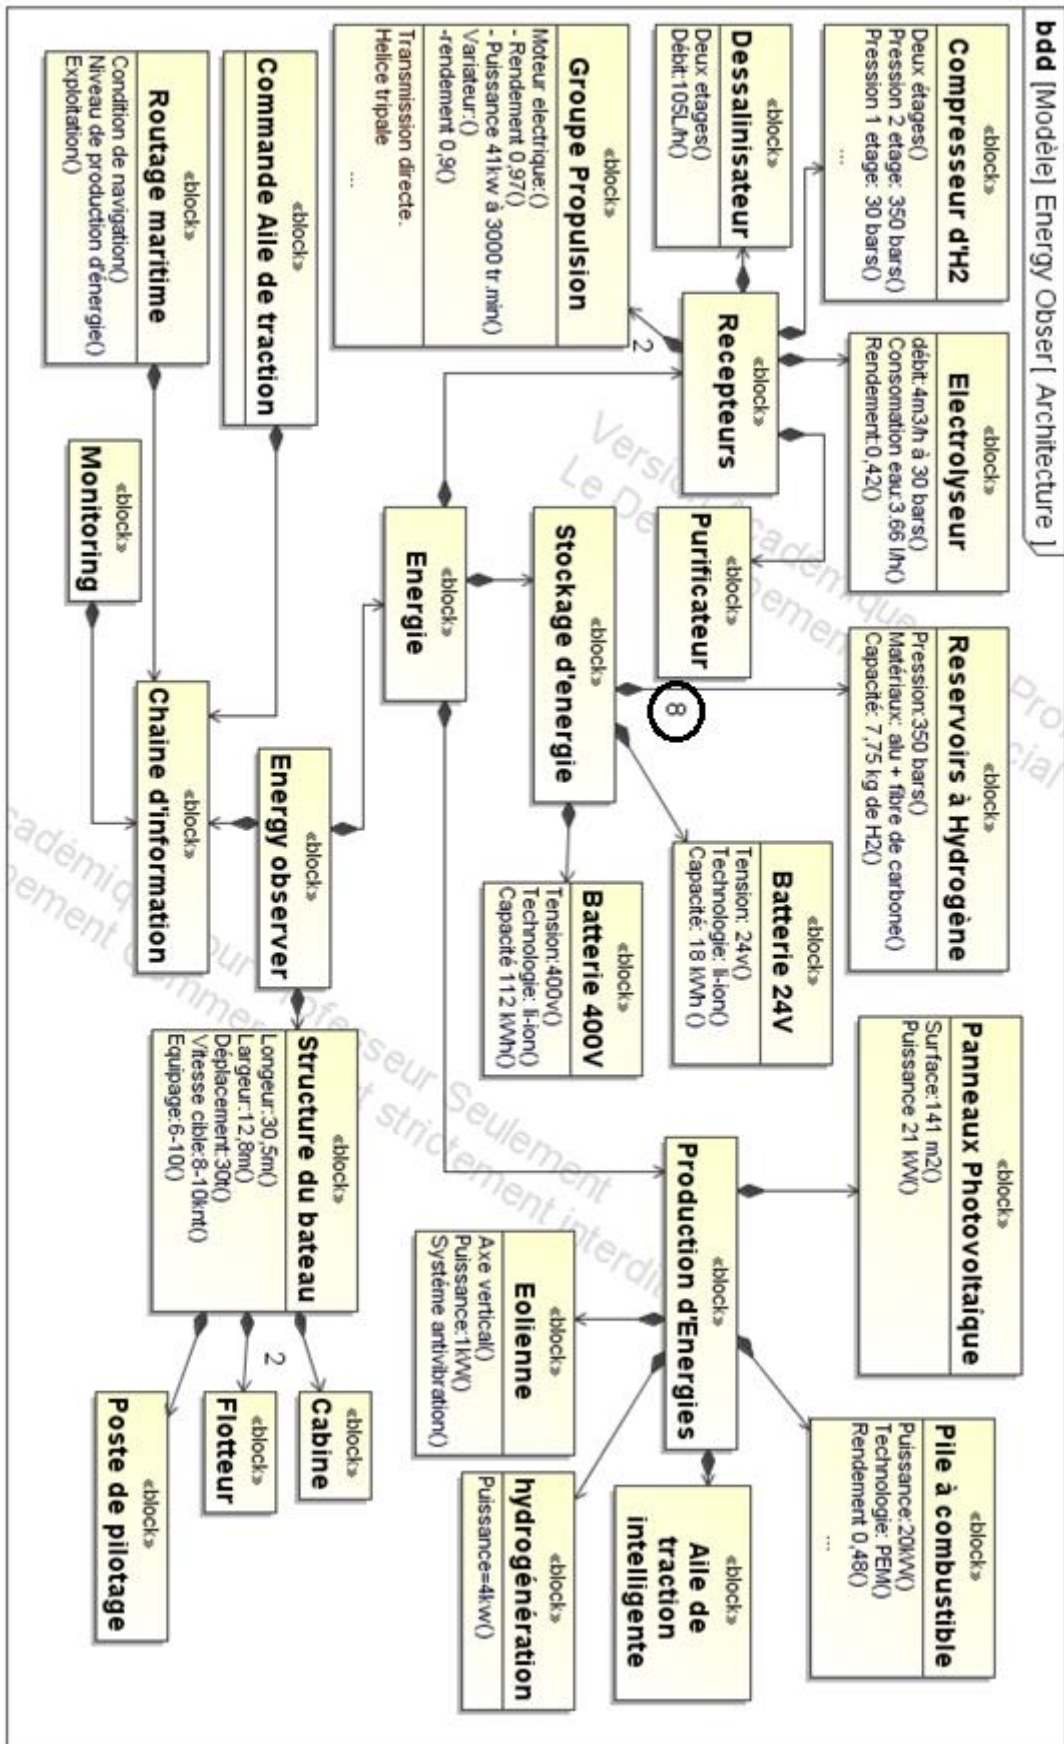 bdd [Modèle] Energy Obser[ Architecture ]
«block»
Compresseur d'H2
Deux étages()
Pression 2 etage: 350 bars()
Pression 1 etage: 30 bars()
...
«block»
Electrolyseur
débit:4m3/h à 30 bars()
Consomation eau:3.66 l/h()
Rendement:0,42()
«block»
Reservoirs à Hydrogène
Pression:350 bars()
Matériaux: alu + fibre de carbone()
Capacité: 7,75 kg de H2()
«block»
Panneaux Photovoltaique
Surface:141 m2()
Puissance 21 kW()
«block»
Pile à combustible
Puissance:20kW()
Technologie: PEM()
Rendement 0,48()
...
«block»
Dessalinisateur
Deux etages()
Débit:105L/h()
«block»
Recepteurs
«block»
Purificateur
8
«block»
Batterie 24V
Tension: 24v()
Technologie: li-ion()
Capacité: 18 kWh ()
«block»
Production d'Energies
«block»
Aile de
traction
intelligente
«block»
Groupe Propulsion
Moteur electrique:()
- Rendement 0,97()
- Puissance 41kw à 3000 tr.min()
Variateur:()
-rendement 0,9()
Transmission directe.
Helice tripale
...
2
«block»
Stockage d'energie
«block»
Batterie 400V
Tension:400v()
Technologie: li-ion()
Capacité 112 kWh()
«block»
Eolienne
Axe vertical()
Puissance:1kW()
Systéme antivibration()
«block»
hydrogénération
Puissance=4kw()
«block»
Energie
«block»
Commande Aile de traction
«block»
Energy observer
«block»
Structure du bateau
Longeur:30,5m()
Largeur:12,8m()
Déplacement:30t()
Vitesse cible:8-10knt()
Equipage:6-10()
2
«block»
Cabine
«block»
Flotteur
«block»
Poste de pilotage
«block»
Routage maritime
Condition de navigation()
Niveau de production d'énergie()
Exploitation()
«block»
Monitoring
«block»
Chaine d'information